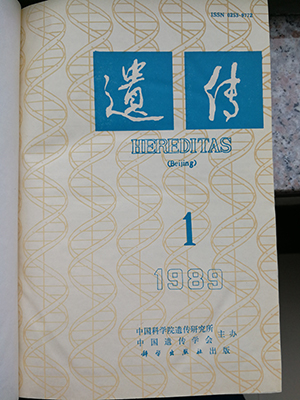 ISSN 0253-9772
遺传
HEREDITAS
(Beijing)
1
1989
中国科学院遗传研究所
中国遗传学会
主办
科学出版社出版